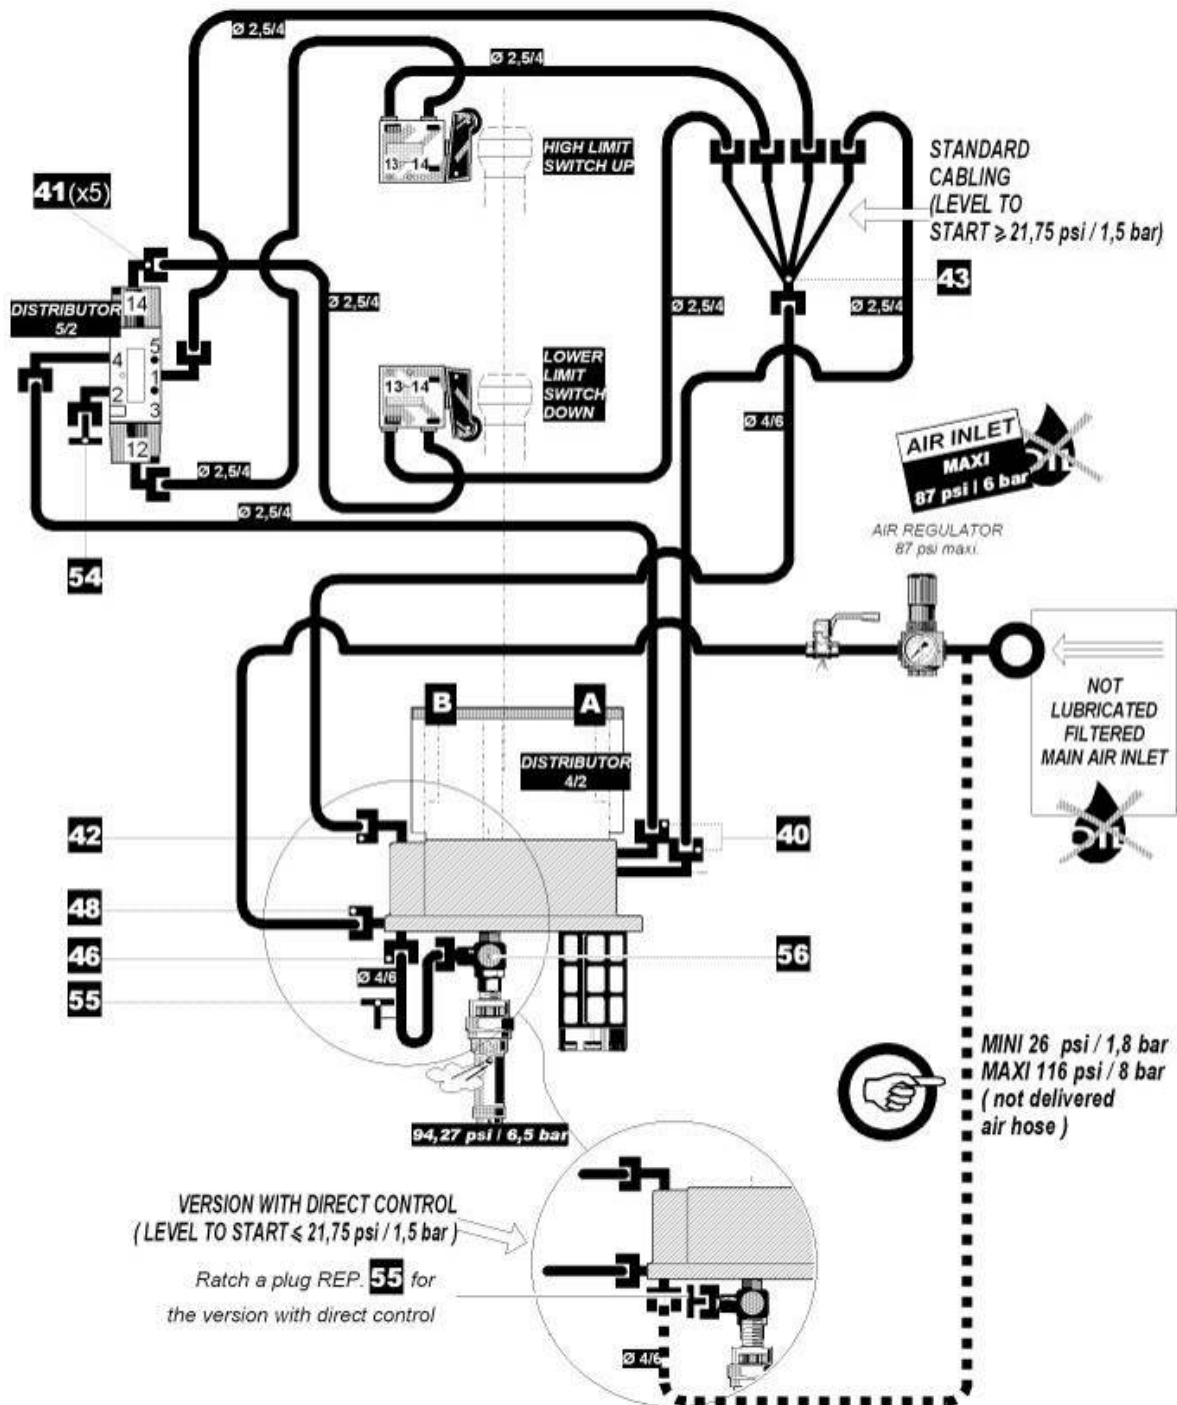 Ø 2,5/4
Ø 2,5/4
13 14
HIGH LIMIT
SWITCH UP
STANDARD
CABLING
(LEVEL TO
START ⩾ 21,75 psi / 1,5 bar)
41(x5)
43
14
DISTRIBUTOR
5/2
Ø 2,5/4
Ø 2,5/4
Ø 2,5/4
5
4
1
2
3
12
13 14
LOWER
LIMIT
SWITCH
DOWN
Ø 4/6
AIR INLET
MAXI
87 psi | 6 bar
OIL
Ø 2,5/4
Ø 2,5/4
AIR REGULATOR
87 psi maxi.
54
NOT
LUBRICATED
FILTERED
MAIN AIR INLET
OIL
B
A
DISTRIBUTOR
4/2
42
40
48
46
56
Ø 4/6
55
94,27 psi | 6,5 bar
MINI 26 psi / 1,8 bar
MAXI 116 psi / 8 bar
( not delivered
air hose )
VERSION WITH DIRECT CONTROL
( LEVEL TO START ⩽ 21,75 psi / 1,5 bar )
Ratch a plug REP. 55 for
the version with direct control
Ø 4/6